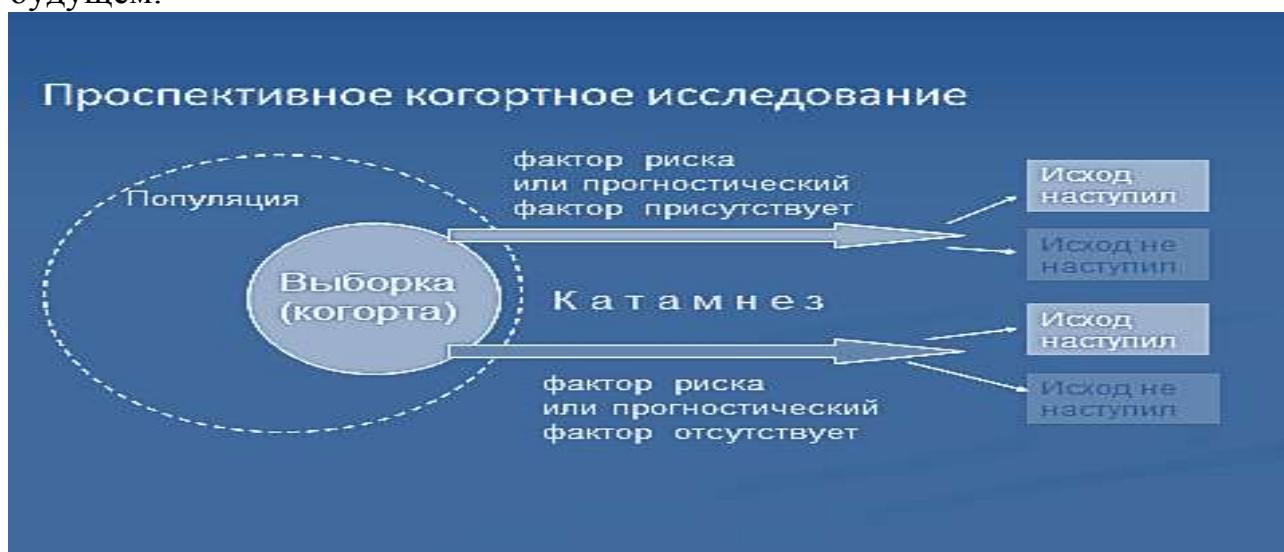 будущем.
Проспективное когортное исследование
фактор риска
или прогностический
фактор присутствует
Популяция
Исход
наступил
Исход не
наступил
Выборка
(когорта)
Катамнез
Исход
наступил
фактор риска
или прогностический
фактор отсутствует
Исход не
наступил